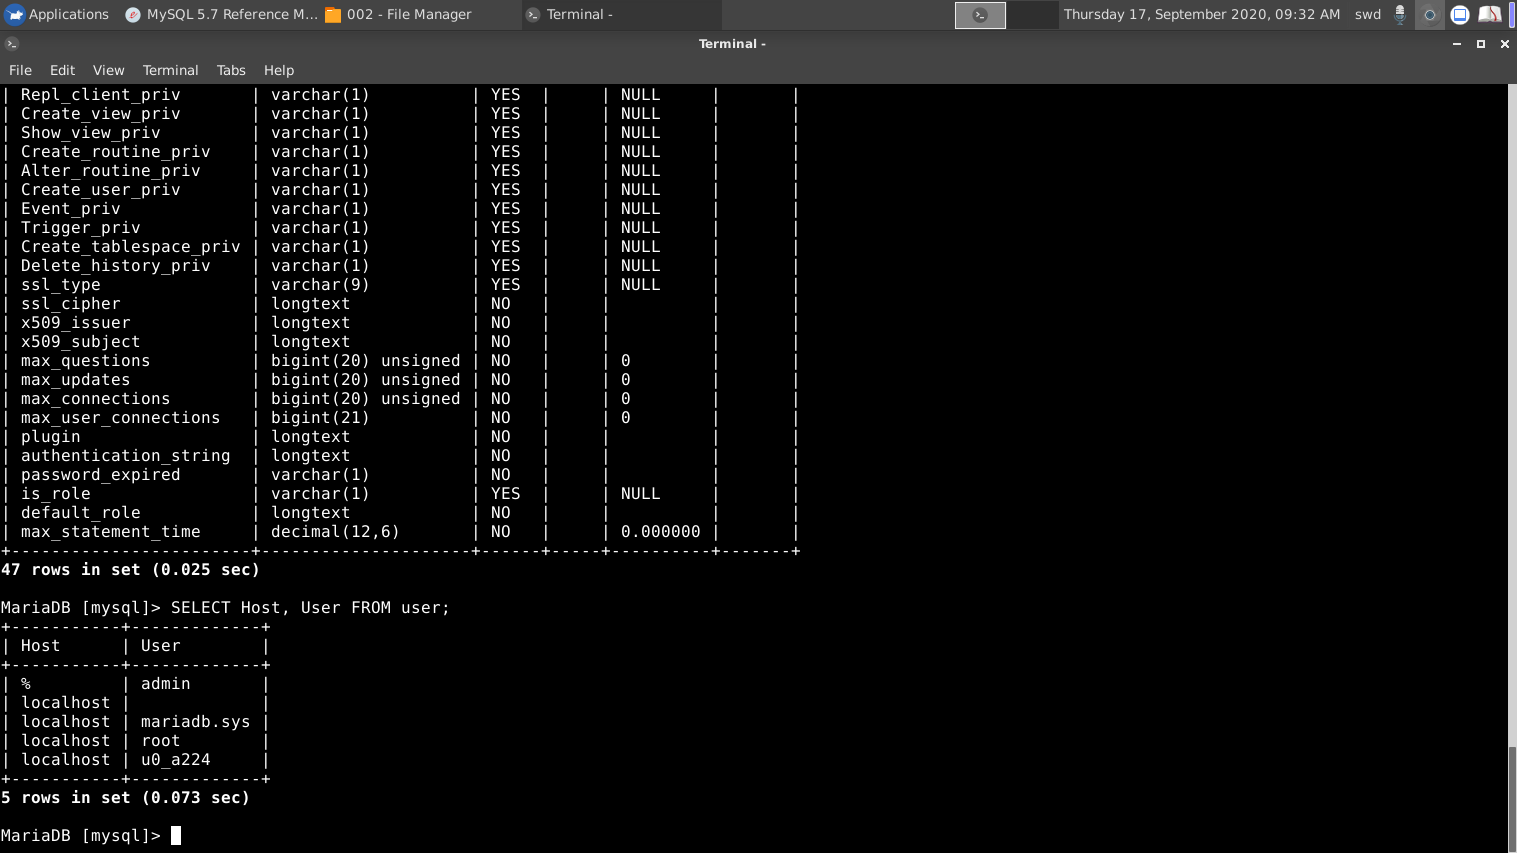 Applications MySQL 5.7 Reference M... 002 - File Manager Terminal - Thursday 17, September 2020, 09:32 AM swd
Terminal -
File Edit View Terminal Tabs Help
| Repl_client_priv       | varchar(1)          | YES  |     | NULL     |       |
| Create_view_priv       | varchar(1)          | YES  |     | NULL     |       |
| Show_view_priv         | varchar(1)          | YES  |     | NULL     |       |
| Create_routine_priv    | varchar(1)          | YES  |     | NULL     |       |
| Alter_routine_priv     | varchar(1)          | YES  |     | NULL     |       |
| Create_user_priv       | varchar(1)          | YES  |     | NULL     |       |
| Event_priv             | varchar(1)          | YES  |     | NULL     |       |
| Trigger_priv           | varchar(1)          | YES  |     | NULL     |       |
| Create_tablespace_priv | varchar(1)          | YES  |     | NULL     |       |
| Delete_history_priv    | varchar(1)          | YES  |     | NULL     |       |
| ssl_type               | varchar(9)          | YES  |     | NULL     |       |
| ssl_cipher             | longtext            | NO   |     |          |       |
| x509_issuer            | longtext            | NO   |     |          |       |
| x509_subject           | longtext            | NO   |     |          |       |
| max_questions          | bigint(20) unsigned | NO   |     | 0        |       |
| max_updates            | bigint(20) unsigned | NO   |     | 0        |       |
| max_connections        | bigint(20) unsigned | NO   |     | 0        |       |
| max_user_connections   | bigint(21)          | NO   |     | 0        |       |
| plugin                 | longtext            | NO   |     |          |       |
| authentication_string  | longtext            | NO   |     |          |       |
| password_expired       | varchar(1)          | NO   |     |          |       |
| is_role                | varchar(1)          | YES  |     | NULL     |       |
| default_role           | longtext            | NO   |     |          |       |
| max_statement_time     | decimal(12,6)       | NO   |     | 0.000000 |       |
+------------------------+---------------------+------+-----+----------+-------+
47 rows in set (0.025 sec)
MariaDB [mysql]> SELECT Host, User FROM user;
+-----------+-------------+
| Host      | User        |
+-----------+-------------+
| %         | admin       |
| localhost |             |
| localhost | mariadb.sys |
| localhost | root        |
| localhost | u0_a224     |
+-----------+-------------+
5 rows in set (0.073 sec)
MariaDB [mysql]>